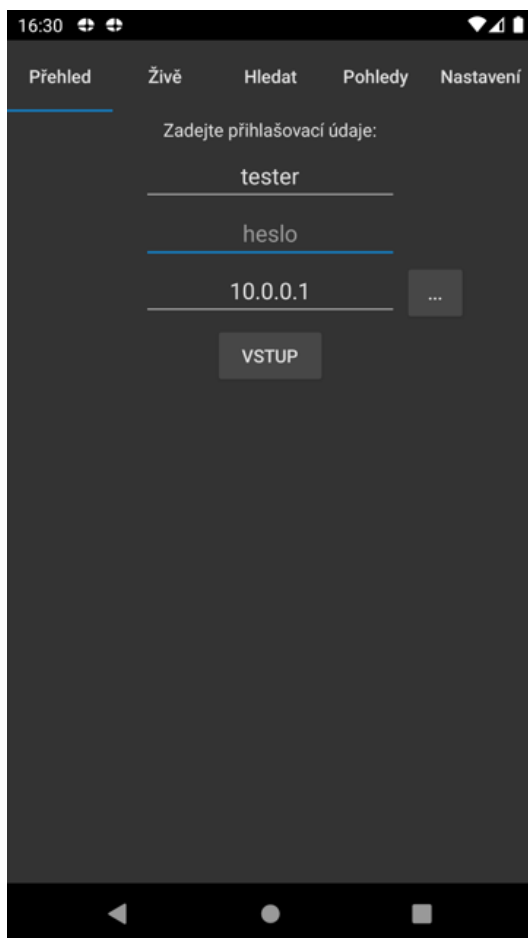 16:30
Přehled Živě Hledat Pohledy Nastavení
Zadejte přihlašovací údaje:
tester
heslo
10.0.0.1 ...
VSTUP